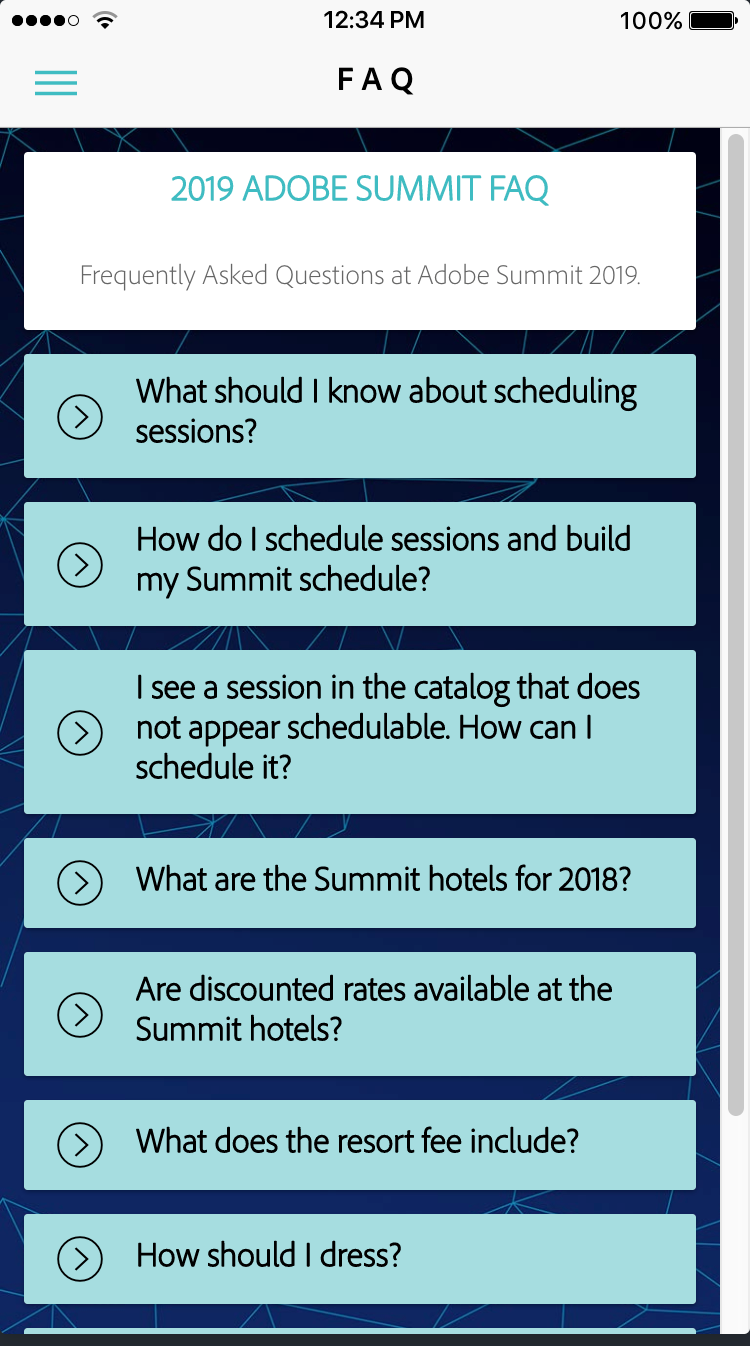 12:34 PM
100%
FAQ
2019 ADOBE SUMMIT FAQ
Frequently Asked Questions at Adobe Summit 2019.
What should I know about scheduling
sessions?
How do I schedule sessions and build
my Summit schedule?
I see a session in the catalog that does
not appear schedulable. How can I
schedule it?
What are the Summit hotels for 2018?
Are discounted rates available at the
Summit hotels?
What does the resort fee include?
How should I dress?